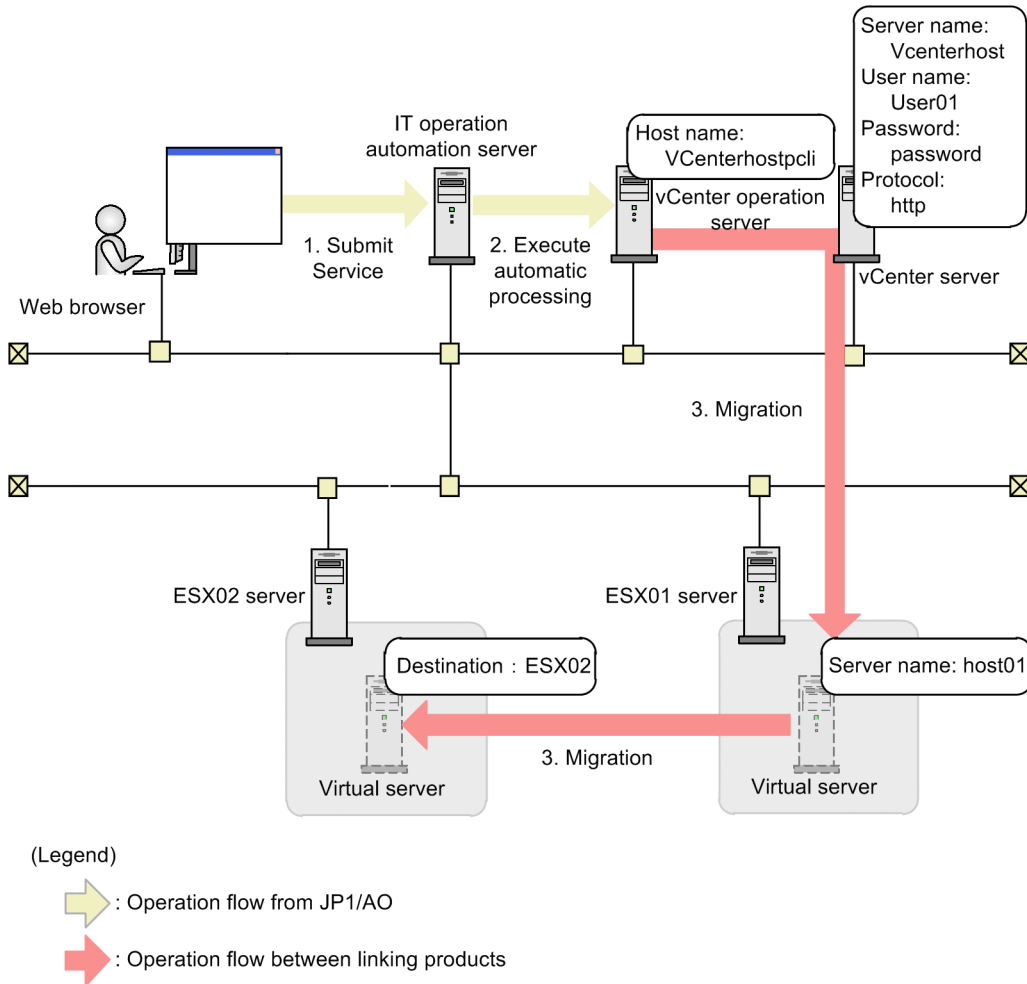 Server name:
Vcenterhost
User name:
User01
Password:
password
Protocol:
http
IT operation
automation server
Host name:
VCenterhostpcli
vCenter operation
server
1. Submit
Service
2. Execute
automatic
processing
vCenter server
Web browser
3. Migration
ESX02 server
ESX01 server
Destination : ESX02
Server name: host01
3. Migration
Virtual server
Virtual server
(Legend)
: Operation flow from JP1/AO
: Operation flow between linking products